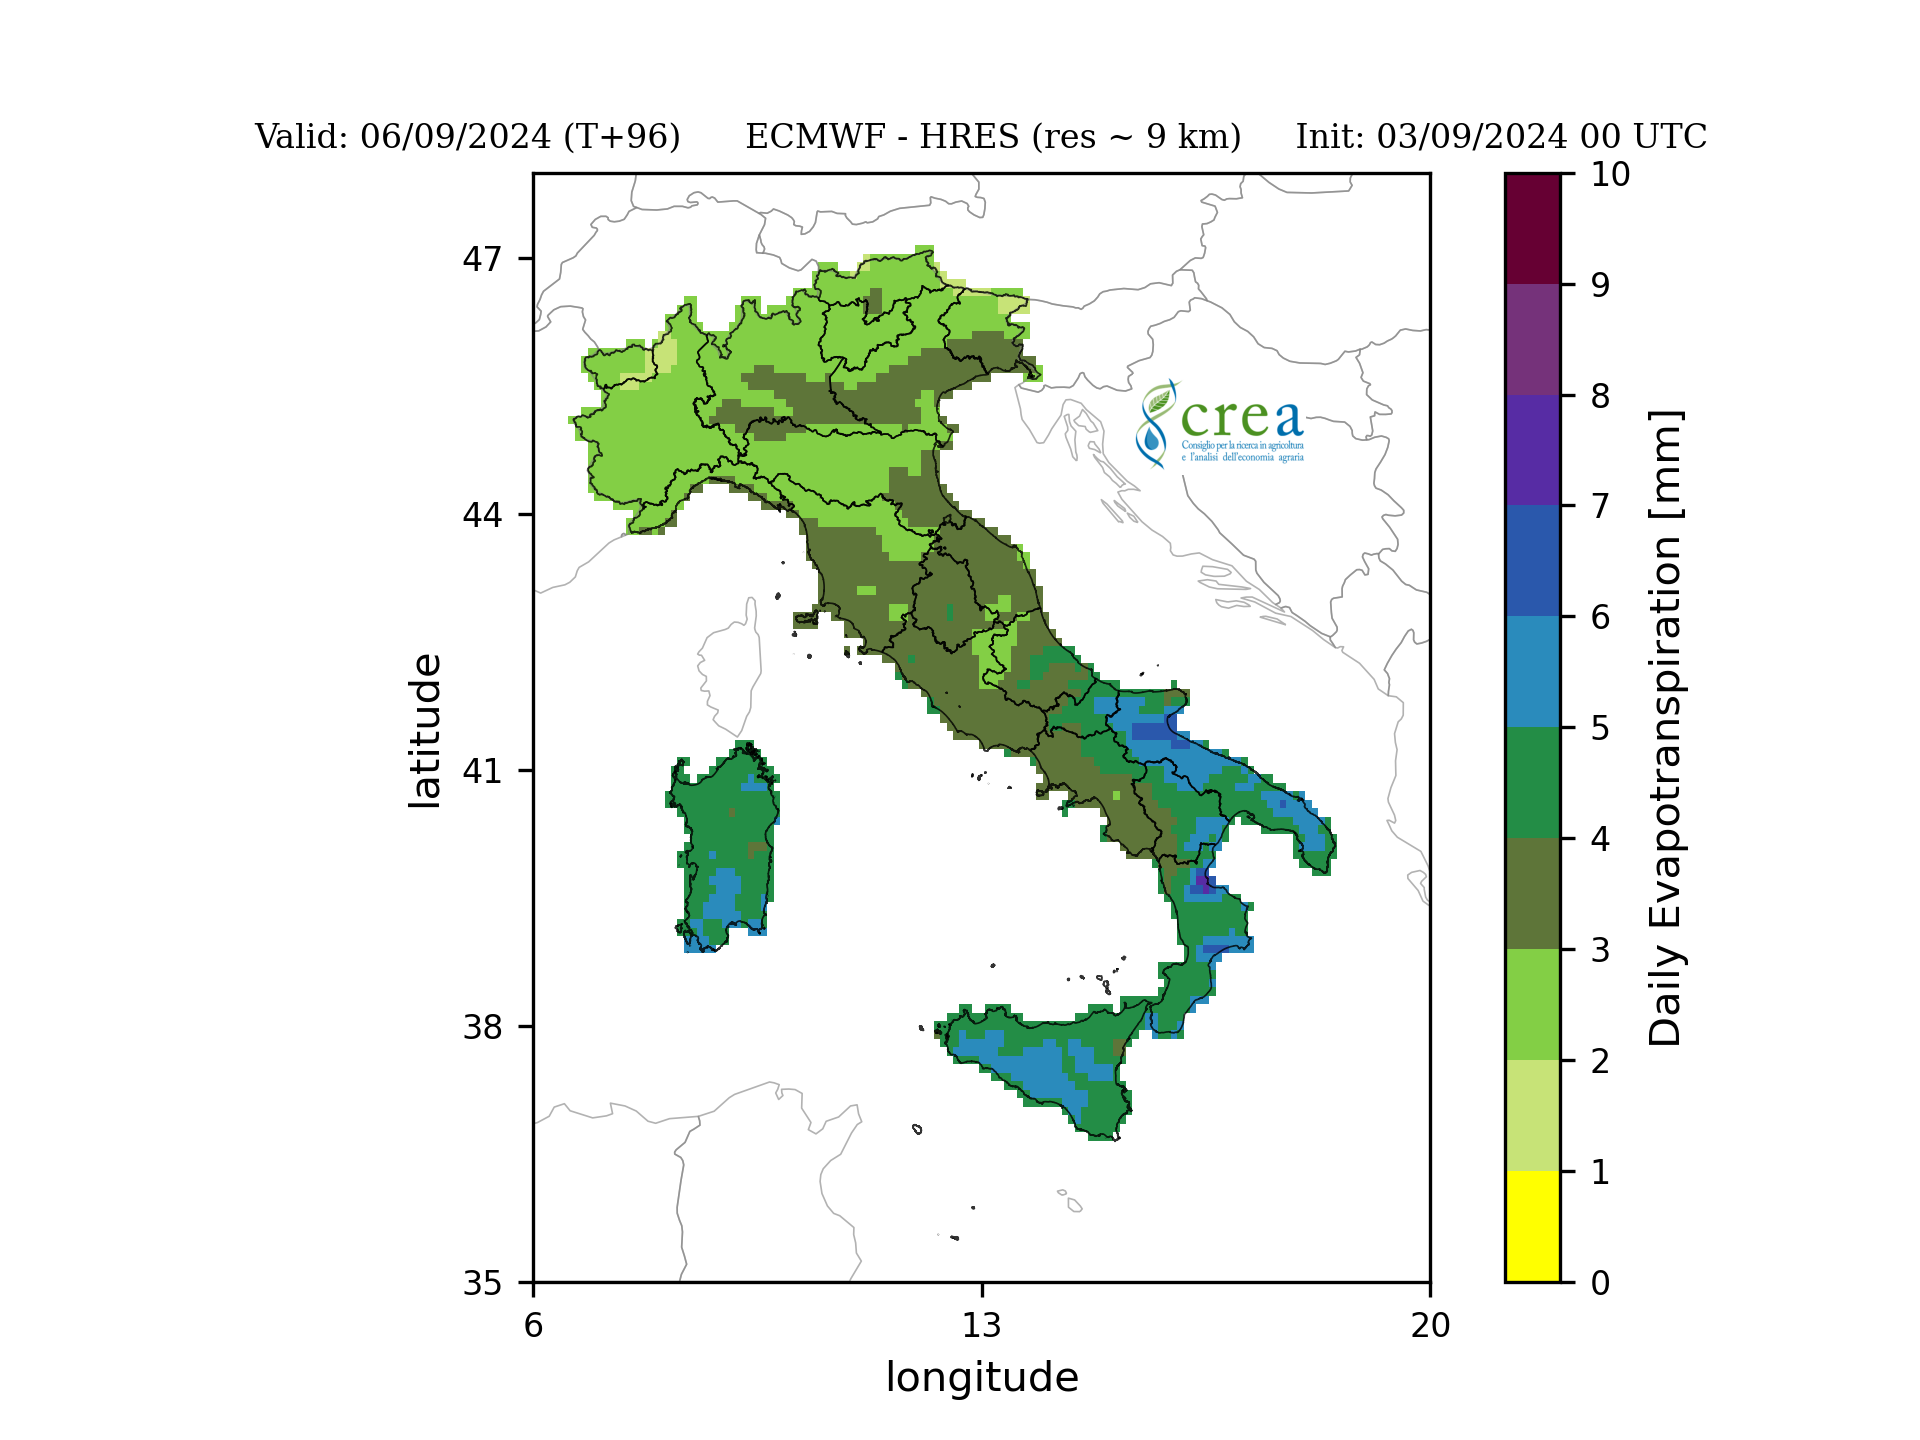 Valid: 06/09/2024 (T+96) ECMWF - HRES (res ~ 9 km) Init: 03/09/2024 00 UTC
47
44
41
38
35
latitude
6 13 20
longitude
crea
Consiglio per la ricerca in agricoltura
e l'analisi dell'economia agraria
10
9
8
7
6
5
4
3
2
1
0
Daily Evapotranspiration [mm]